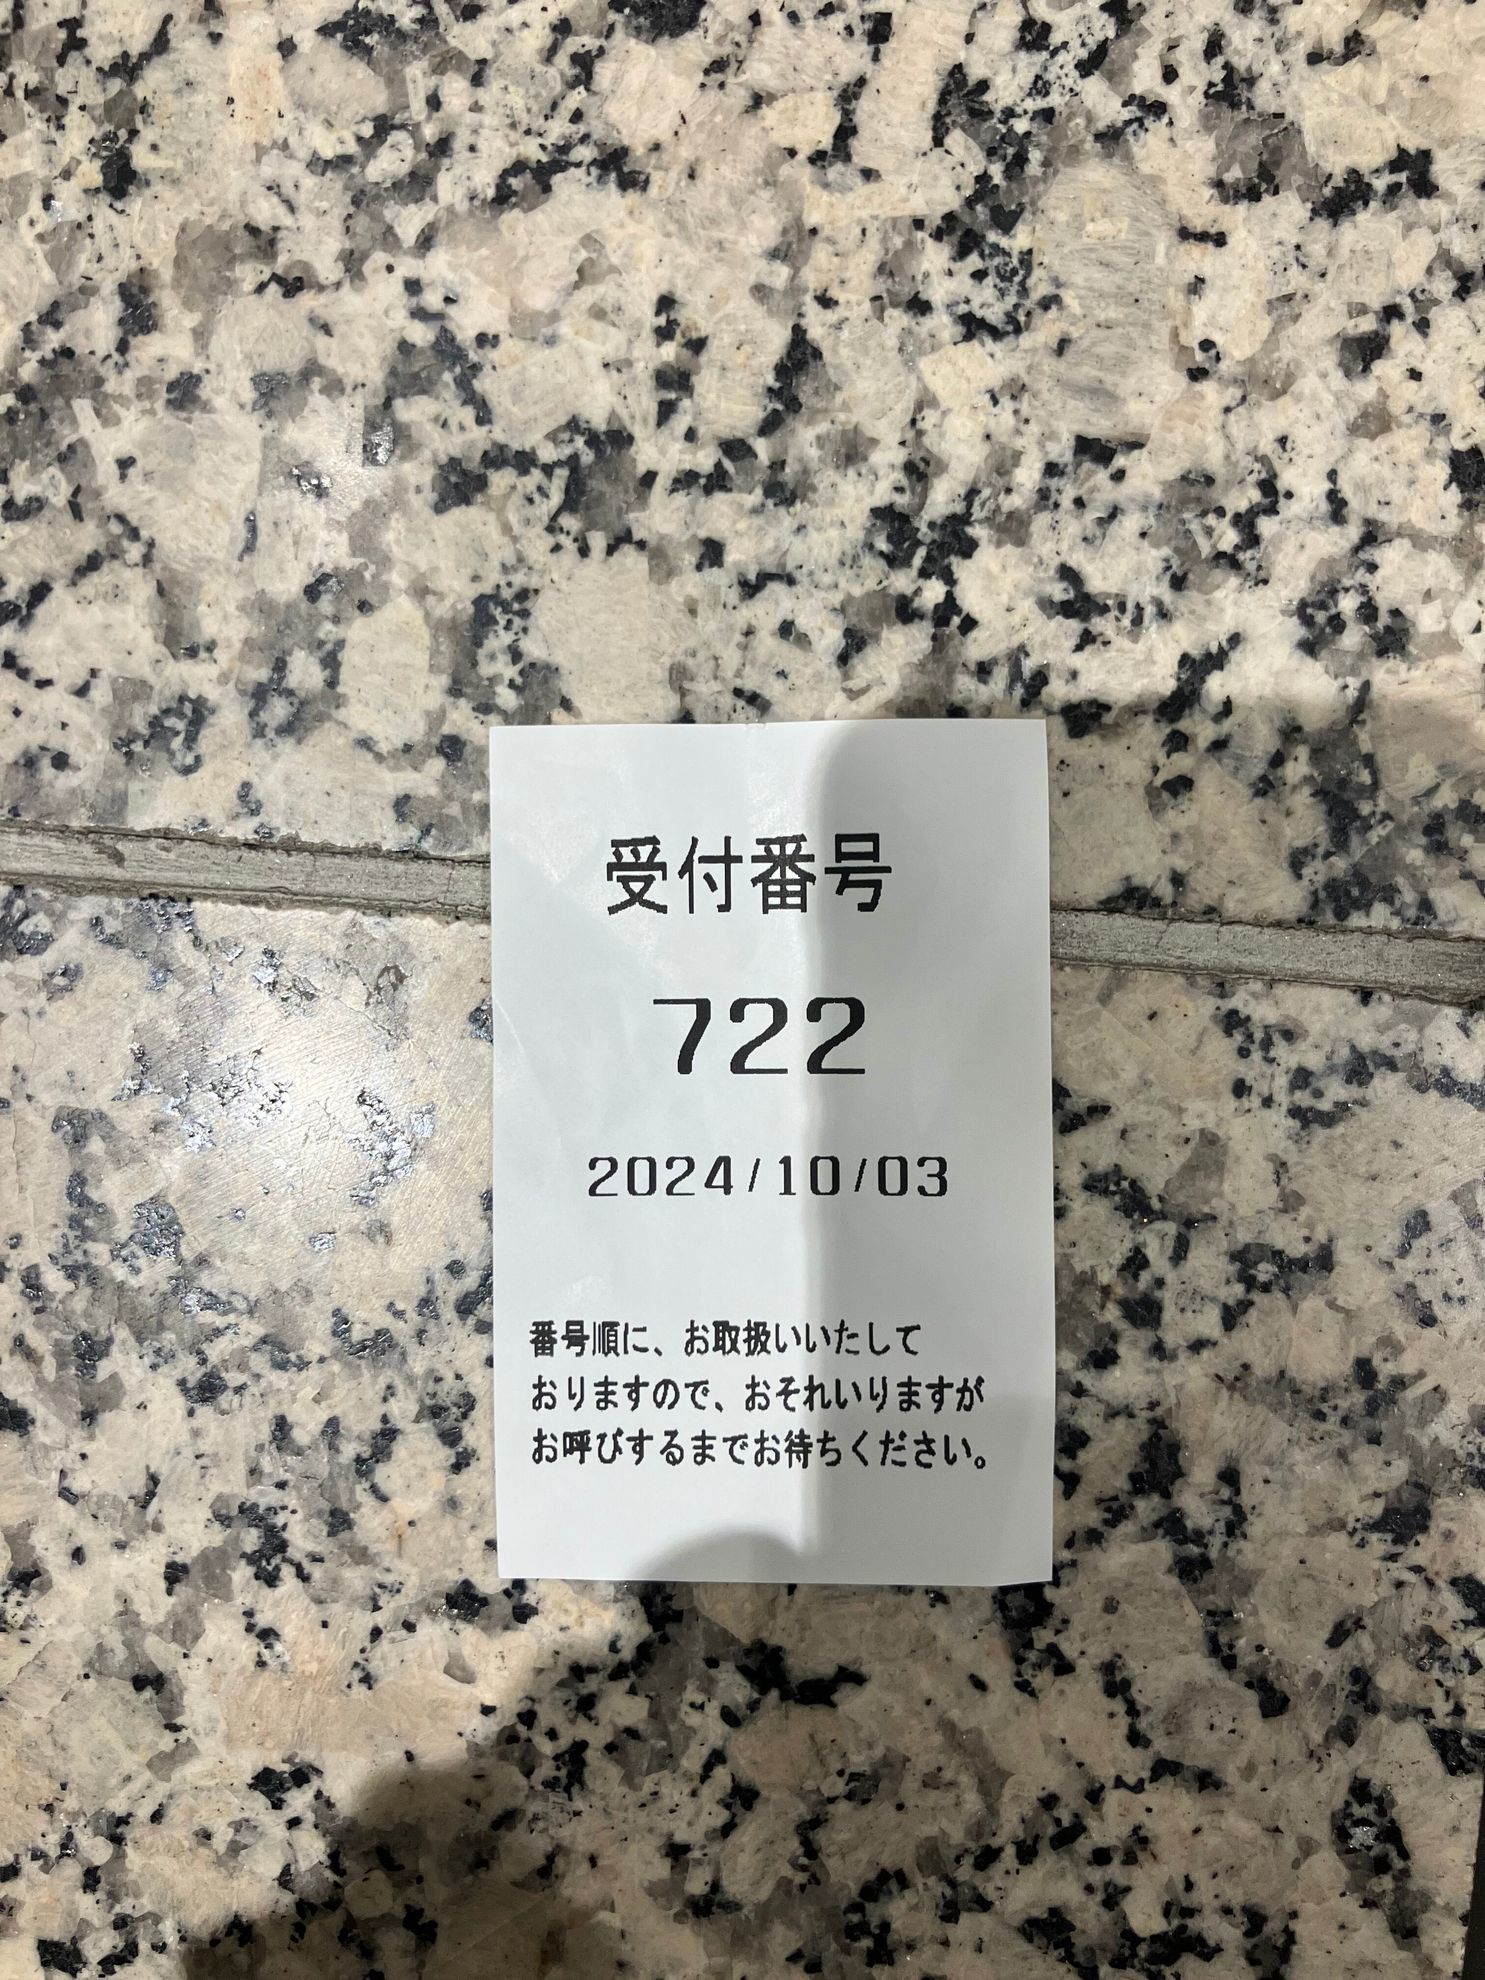 受付番号
722
2024/10/03
番号順に、お取扱いいたして
おりますので、おそれいりますが
お呼びするまでお待ちください。